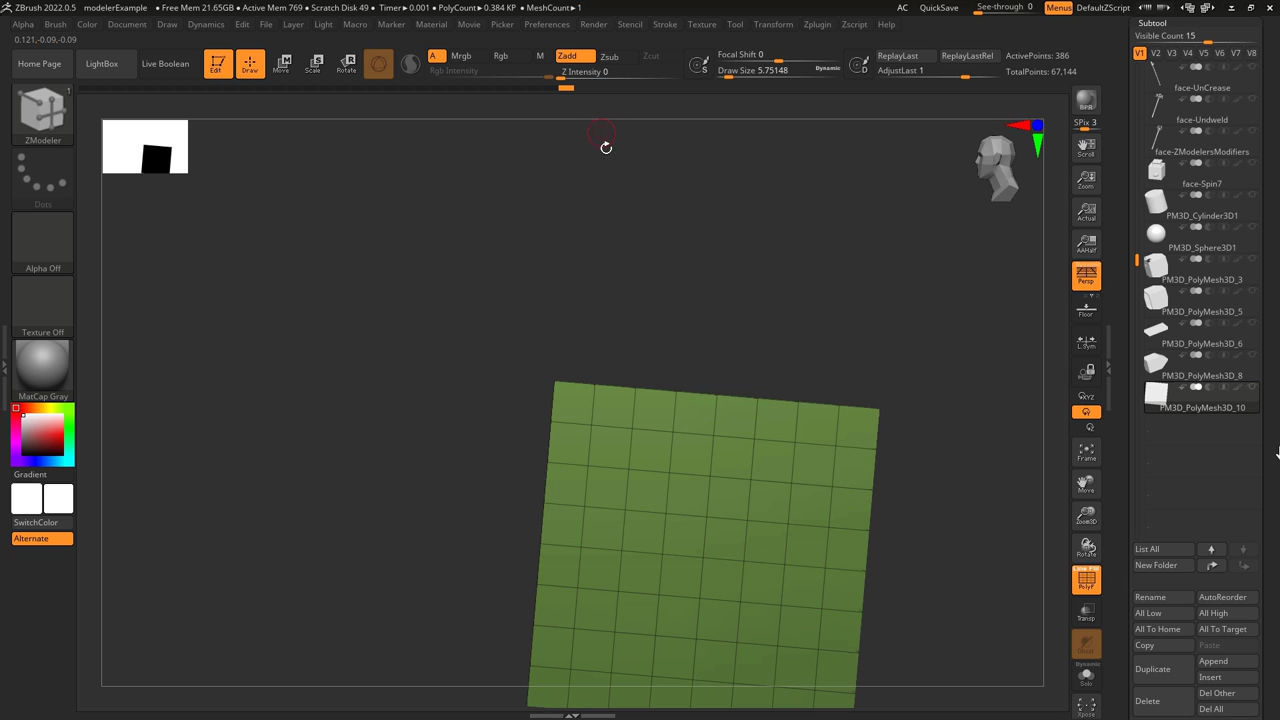 ZBrush 2022.0.5 modelerExample • Free Mem 21.65GB • Active Mem 769 • Scratch Disk 49 • Timer▶0.001 • PolyCount▶0.384 KP • MeshCount▶1 AC QuickSave See-through 0 Menus DefaultZScript
Alpha Brush Color Document Draw Dynamics Edit File Layer Light Macro Marker Material Movie Picker Preferences Render Stencil Stroke Texture Tool Transform Zplugin Zscript Help
0.121,-0.09,-0.09
Home Page
LightBox
Live Boolean
Edit
Draw
Move
Scale
Rotate
A
Mrgb
Rgb
M
Zadd
Zsub
Zcut
Rgb Intensity
Z Intensity 0
S
Focal Shift 0
Draw Size 5.75148
Dynamic
D
ReplayLast
ReplayLastRel
AdjustLast 1
ActivePoints: 386
TotalPoints: 67,144
1
ZModeler
Dots
Alpha Off
Texture Off
MatCap Gray
Gradient
SwitchColor
Alternate
BPR
SPix 3
Scroll
Zoom
Actual
AAHalf
Persp
Floor
L.Sym
XYZ
Y
Z
Frame
Move
Zoom3D
Rotate
Line Fill
PolyF
Transp
Ghost
Dynamic
Solo
Xpose
Subtool
Visible Count 15
V1 V2 V3 V4 V5 V6 V7 V8
face-UnCrease
face-Undweld
face-ZModelersModifiers
face-Spin7
PM3D_Cylinder3D1
PM3D_Sphere3D1
PM3D_PolyMesh3D_3
PM3D_PolyMesh3D_5
PM3D_PolyMesh3D_6
PM3D_PolyMesh3D_8
PM3D_PolyMesh3D_10
List All
New Folder
Rename AutoReorder
All Low All High
All To Home All To Target
Copy Paste
Duplicate
Append
Insert
Delete
Del Other
Del All